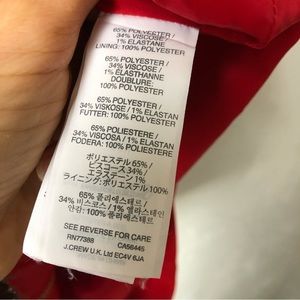 65% POLYESTER /
34% VISCOSE /
1% ELASTANE
LINING: 100% POLYESTER
65% POLYESTER /
34% VISCOSE /
1% ÉLASTHANNE
DOUBLURE:
100% POLYESTER
65% POLYESTER /
34% VISKOSE / 1% ELASTAN
FUTTER: 100% POLYESTER
65% POLIESTERE /
34% VISCOSA / 1% ELASTAN
FODERA: 100% POLIESTERE
ポリエステル 65% /
ビスコース 34% /
エラステーン 1%
ライニング: ポリエステル 100%
65% 폴리에스테르 /
34% 비스코스 / 1% 엘라스테인
안감: 100% 폴리에스테르
SEE REVERSE FOR CARE
RN77388 CA56445
J.CREW U.K. Ltd EC4V 6JA